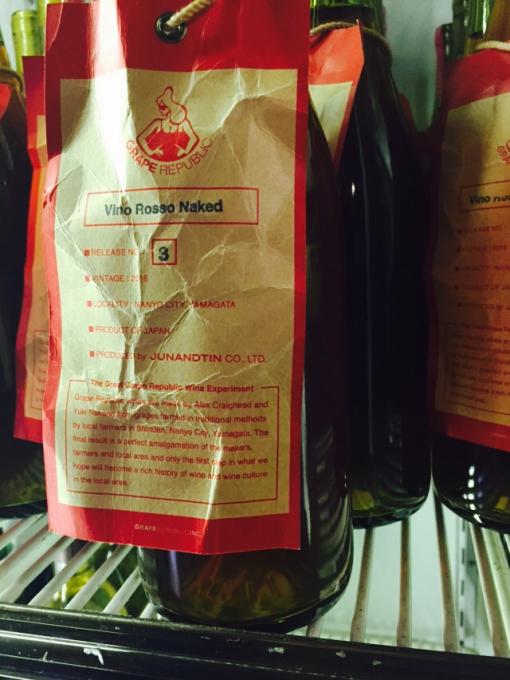 GRAPE REPUBLIC
Vino Rosso Naked
RELEASE NO.: 3
VINTAGE : 2016
LOCALITY : NANYO CITY, YAMAGATA
PRODUCT OF JAPAN
PRODUCED by JUNANDTIN CO., LTD.
The Great Grape Republic Wine Experiment
Grape Republic wines are made by Alex Craighead and
Yuki Nakano from grapes farmed in traditional methods
by local farmers in Shinden, Nanyo City, Yamagata. The
final result is a perfect amalgamation of the makers,
farmers and local area and only the first step in what we
hope will become a rich history of wine and wine culture
in the local area.
GRAPEREPUBLIC INC.
Vino